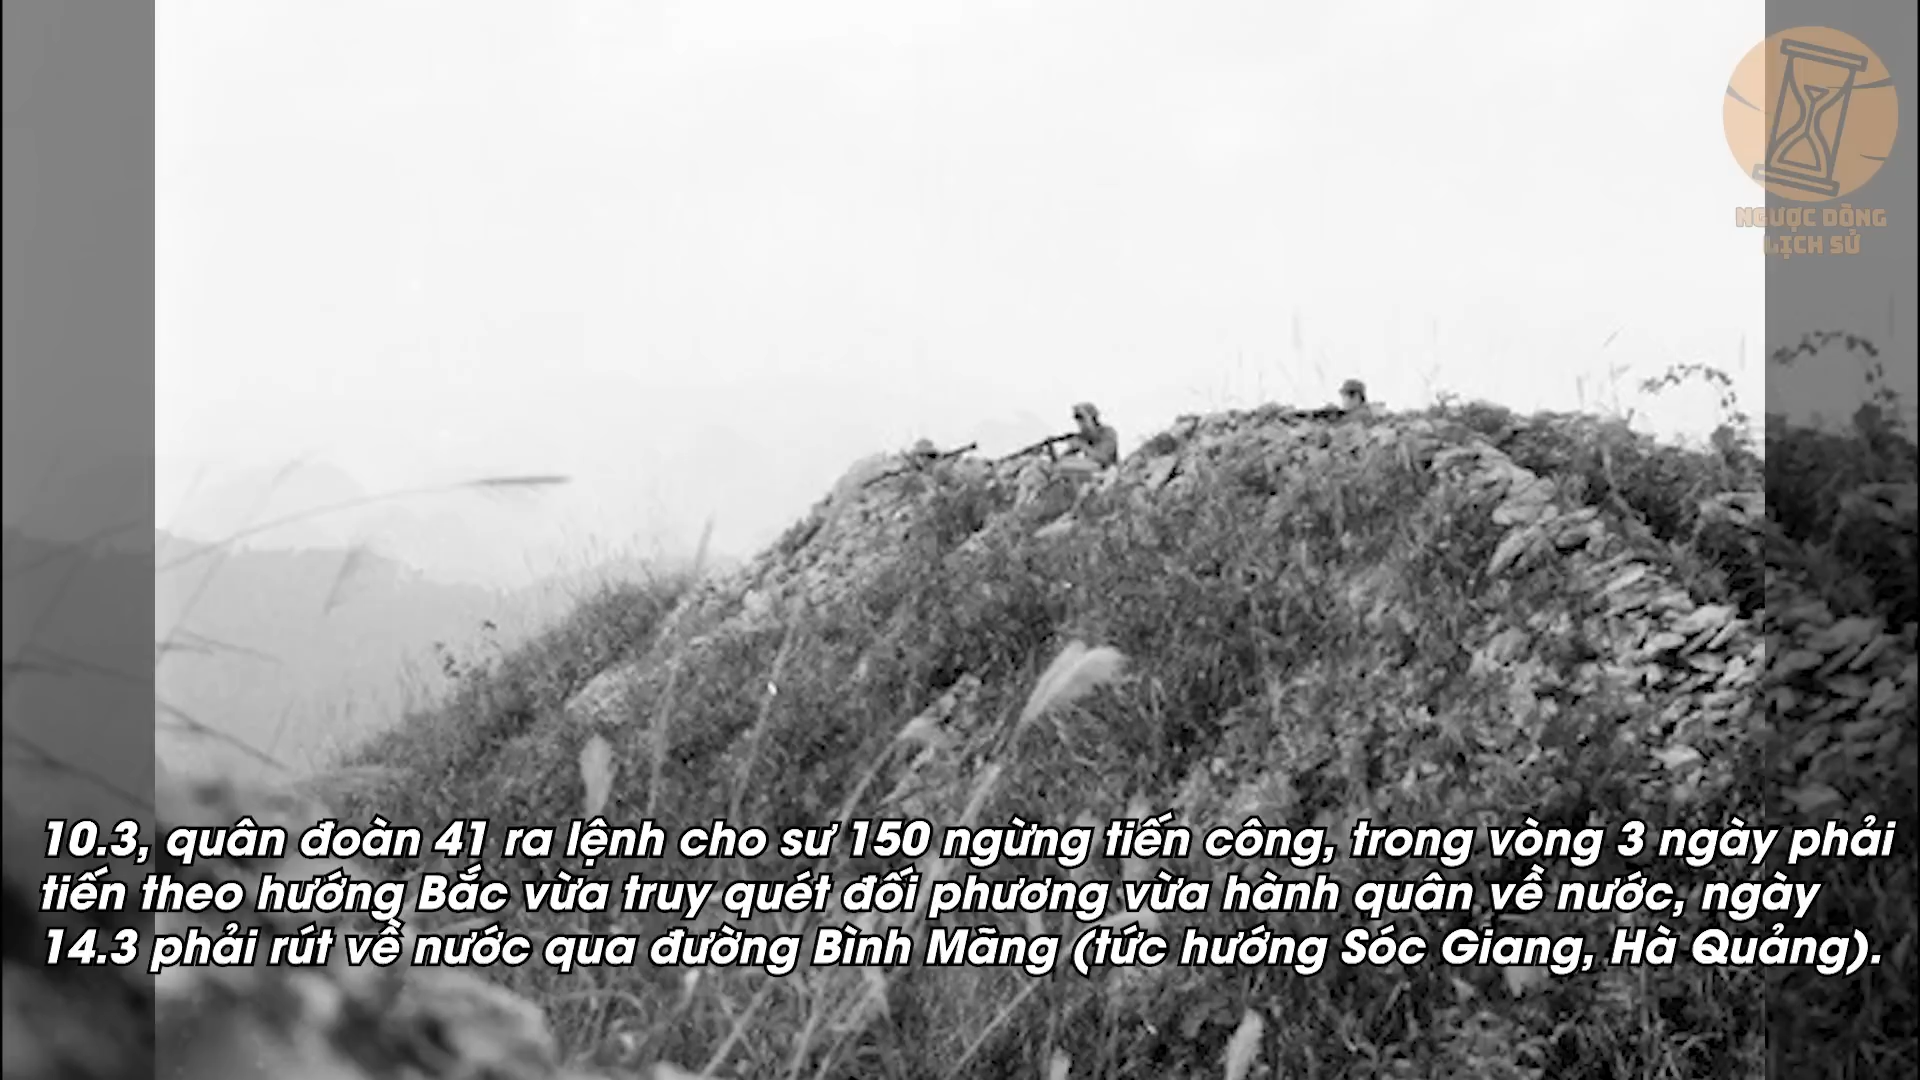 NGƯỢC DÒNG
LỊCH SỬ
10.3, quân đoàn 41 ra lệnh cho sư 150 ngừng tiến công, trong vòng 3 ngày phải
tiến theo hướng Bắc vừa truy quét đối phương vừa hành quân về nước, ngày
14.3 phải rút về nước qua đường Bình Mãng (tức hướng Sóc Giang, Hà Quảng).